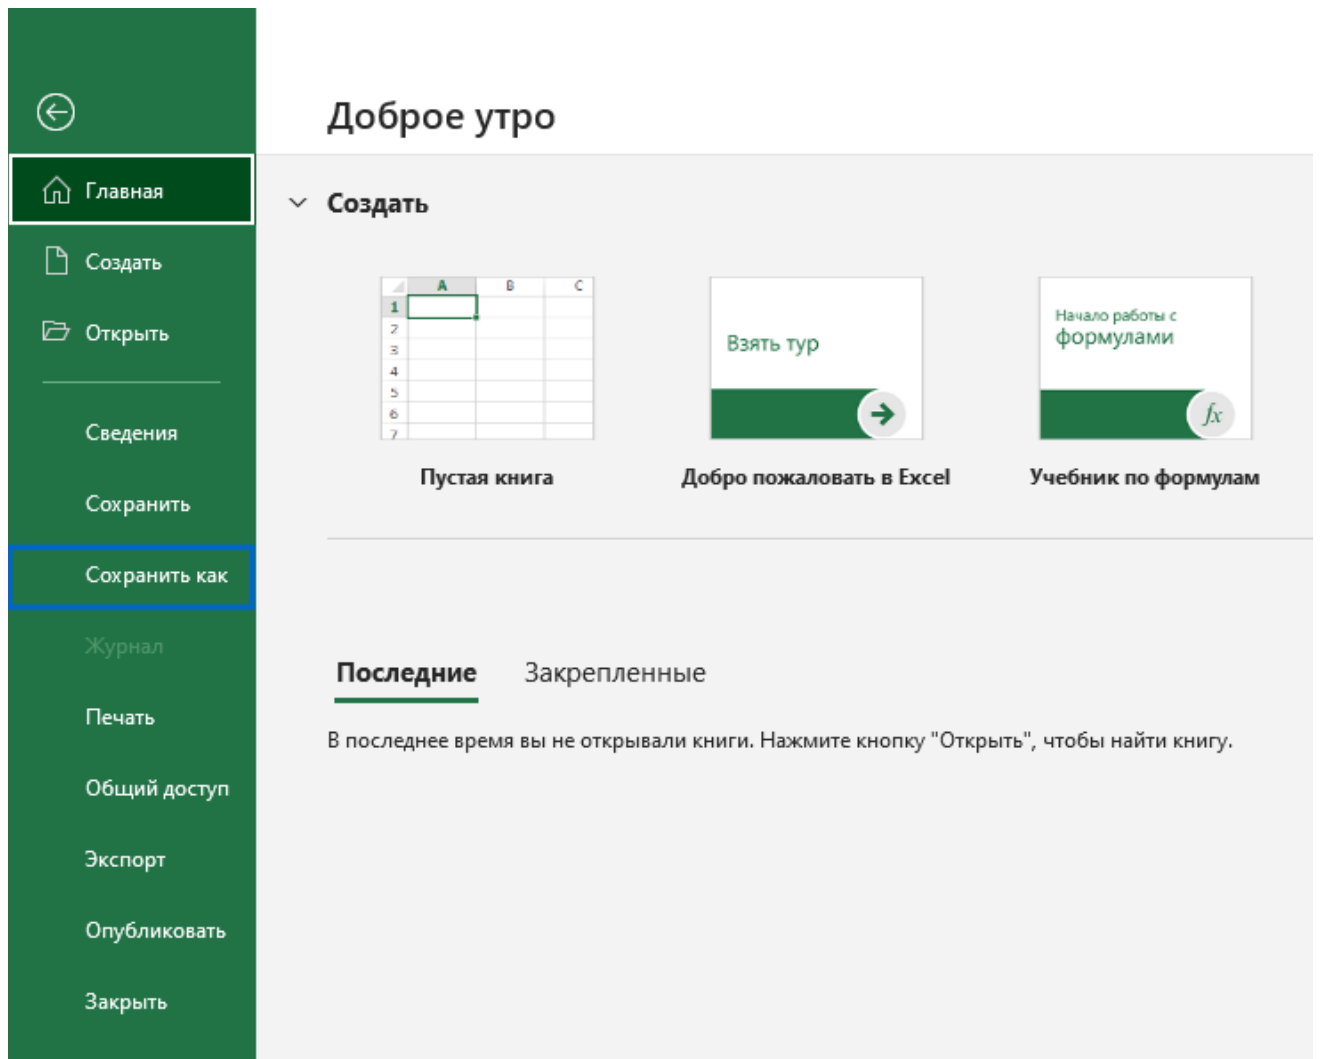 Доброе утро
Главная
Создать
Открыть
Сведения
Сохранить
Сохранить как
Журнал
Печать
Общий доступ
Экспорт
Опубликовать
Закрыть
Создать
A B C
1
2
3
4
5
6
7
Пустая книга
Взять тур
Добро пожаловать в Excel
Начало работы с
формулами
fx
Учебник по формулам
Последние Закрепленные
В последнее время вы не открывали книги. Нажмите кнопку "Открыть", чтобы найти книгу.